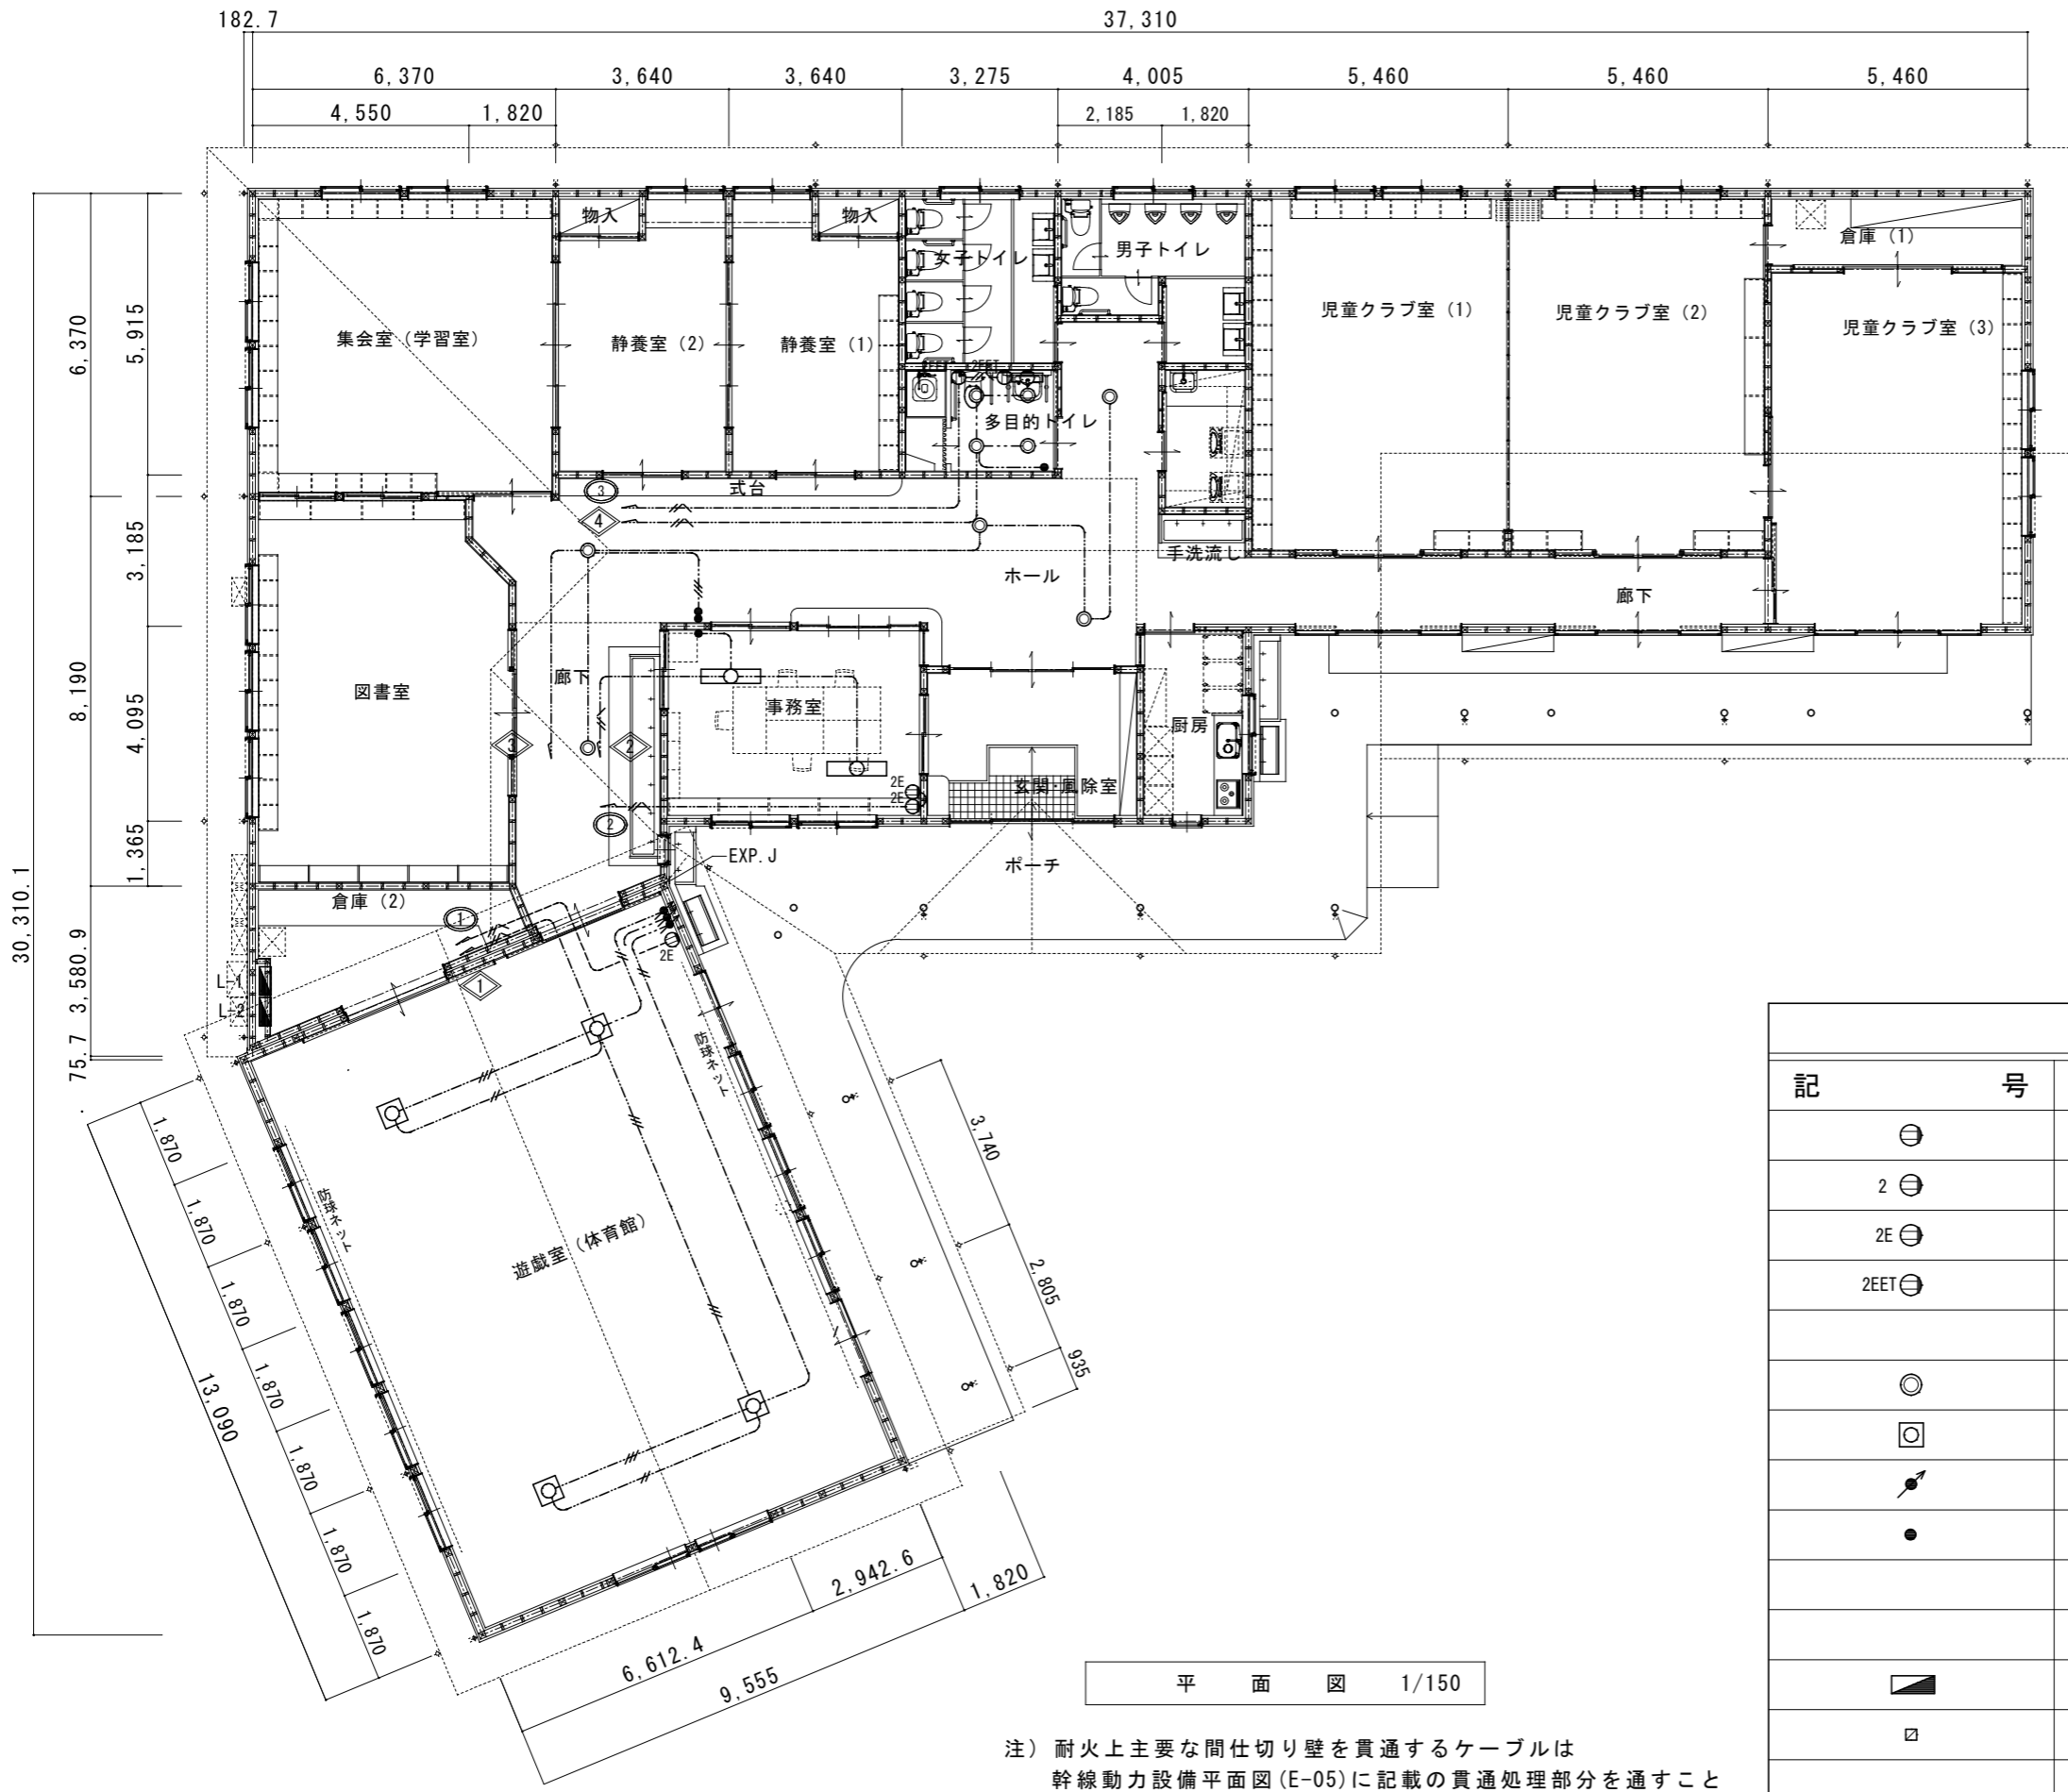 182.7
37,310
6,370
3,640
3,640
3,275
4,005
5,460
5,460
5,460
4,550
1,820
2,185
1,820
物入
物入
女子トイレ
男子トイレ
倉庫 (1)
6,370
5,915
集会室 (学習室)
静養室 (2)
静養室 (1)
児童クラブ室 (1)
児童クラブ室 (2)
児童クラブ室 (3)
2EET
多目的トイレ
式台
3
4
3,185
手洗流し
ホール
廊下
廊下
図書室
事務室
厨房
8,190
4,095
3
2
2E
2E
玄関・風除室
2
1,365
EXP.J
ポーチ
倉庫 (2)
1
2E
30,310.1
3,580.9
L-1
L-2
1
75.7
防球ネット
防球ネット
遊戯室 (体育館)
1,870
1,870
1,870
1,870
1,870
1,870
1,870
13,090
3,740
2,805
935
2,942.6
1,820
6,612.4
9,555
記 号
2
2E
2EET
平 面 図 1/150
注) 耐火上主要な間仕切り壁を貫通するケーブルは
幹線動力設備平面図(E-05)に記載の貫通処理部分を通すこと